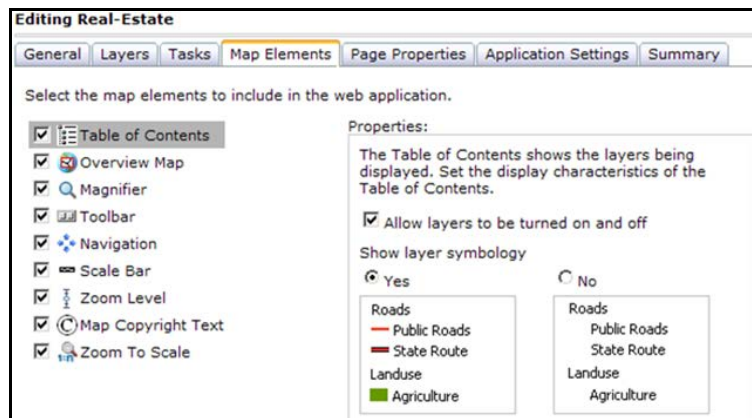 Editing Real-Estate
General Layers Tasks Map Elements Page Properties Application Settings Summary
Select the map elements to include in the web application.
Table of Contents
Overview Map
Magnifier
Toolbar
Navigation
Scale Bar
Zoom Level
Map Copyright Text
Zoom To Scale
Properties:
The Table of Contents shows the layers being
displayed. Set the display characteristics of the
Table of Contents.
Allow layers to be turned on and off
Show layer symbology
Yes
Roads
Public Roads
State Route
Landuse
Agriculture
No
Roads
Public Roads
State Route
Landuse
Agriculture